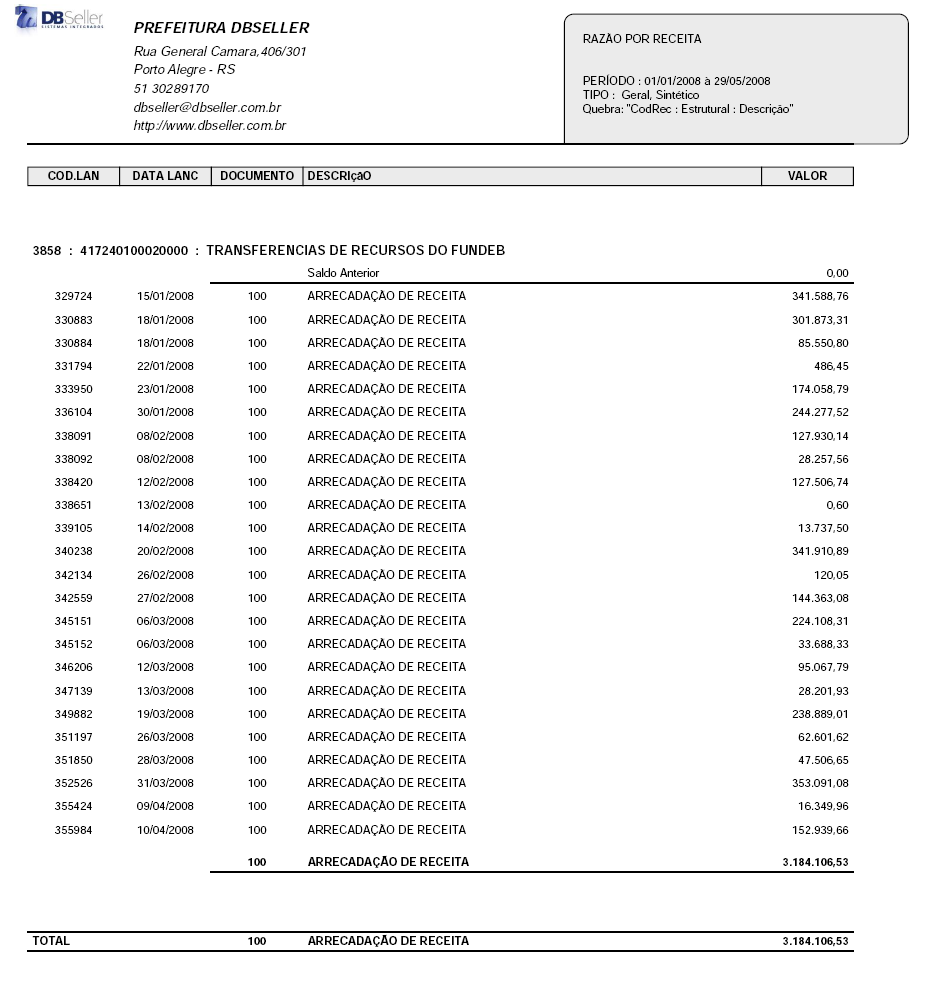 DBSeller
SISTEMAS INTEGRADOS
PREFEITURA DBSELLER
Rua General Camara,406/301
Porto Alegre - RS
51 30289170
dbseller@dbseller.com.br
http://www.dbseller.com.br
RAZÃO POR RECEITA
PERÍODO : 01/01/2008 à 29/05/2008
TIPO : Geral, Sintético
Quebra: "CodRec : Estrutural : Descrição"
COD.LAN DATA LANC DOCUMENTO DESCRIçãO VALOR
3858 : 417240100020000 : TRANSFERENCIAS DE RECURSOS DO FUNDEB
Saldo Anterior 0,00
329724 15/01/2008 100 ARRECADAÇÃO DE RECEITA 341.588,76
330883 18/01/2008 100 ARRECADAÇÃO DE RECEITA 301.873,31
330884 18/01/2008 100 ARRECADAÇÃO DE RECEITA 85.550,80
331794 22/01/2008 100 ARRECADAÇÃO DE RECEITA 486,45
333950 23/01/2008 100 ARRECADAÇÃO DE RECEITA 174.058,79
336104 30/01/2008 100 ARRECADAÇÃO DE RECEITA 244.277,52
338091 08/02/2008 100 ARRECADAÇÃO DE RECEITA 127.930,14
338092 08/02/2008 100 ARRECADAÇÃO DE RECEITA 28.257,56
338420 12/02/2008 100 ARRECADAÇÃO DE RECEITA 127.506,74
338651 13/02/2008 100 ARRECADAÇÃO DE RECEITA 0,60
339105 14/02/2008 100 ARRECADAÇÃO DE RECEITA 13.737,50
340238 20/02/2008 100 ARRECADAÇÃO DE RECEITA 341.910,89
342134 26/02/2008 100 ARRECADAÇÃO DE RECEITA 120,05
342559 27/02/2008 100 ARRECADAÇÃO DE RECEITA 144.363,08
345151 06/03/2008 100 ARRECADAÇÃO DE RECEITA 224.108,31
345152 06/03/2008 100 ARRECADAÇÃO DE RECEITA 33.688,33
346206 12/03/2008 100 ARRECADAÇÃO DE RECEITA 95.067,79
347139 13/03/2008 100 ARRECADAÇÃO DE RECEITA 28.201,93
349882 19/03/2008 100 ARRECADAÇÃO DE RECEITA 238.889,01
351197 26/03/2008 100 ARRECADAÇÃO DE RECEITA 62.601,62
351850 28/03/2008 100 ARRECADAÇÃO DE RECEITA 47.506,65
352526 31/03/2008 100 ARRECADAÇÃO DE RECEITA 353.091,08
355424 09/04/2008 100 ARRECADAÇÃO DE RECEITA 16.349,96
355984 10/04/2008 100 ARRECADAÇÃO DE RECEITA 152.939,66
100 ARRECADAÇÃO DE RECEITA 3.184.106,53
TOTAL 100 ARRECADAÇÃO DE RECEITA 3.184.106,53